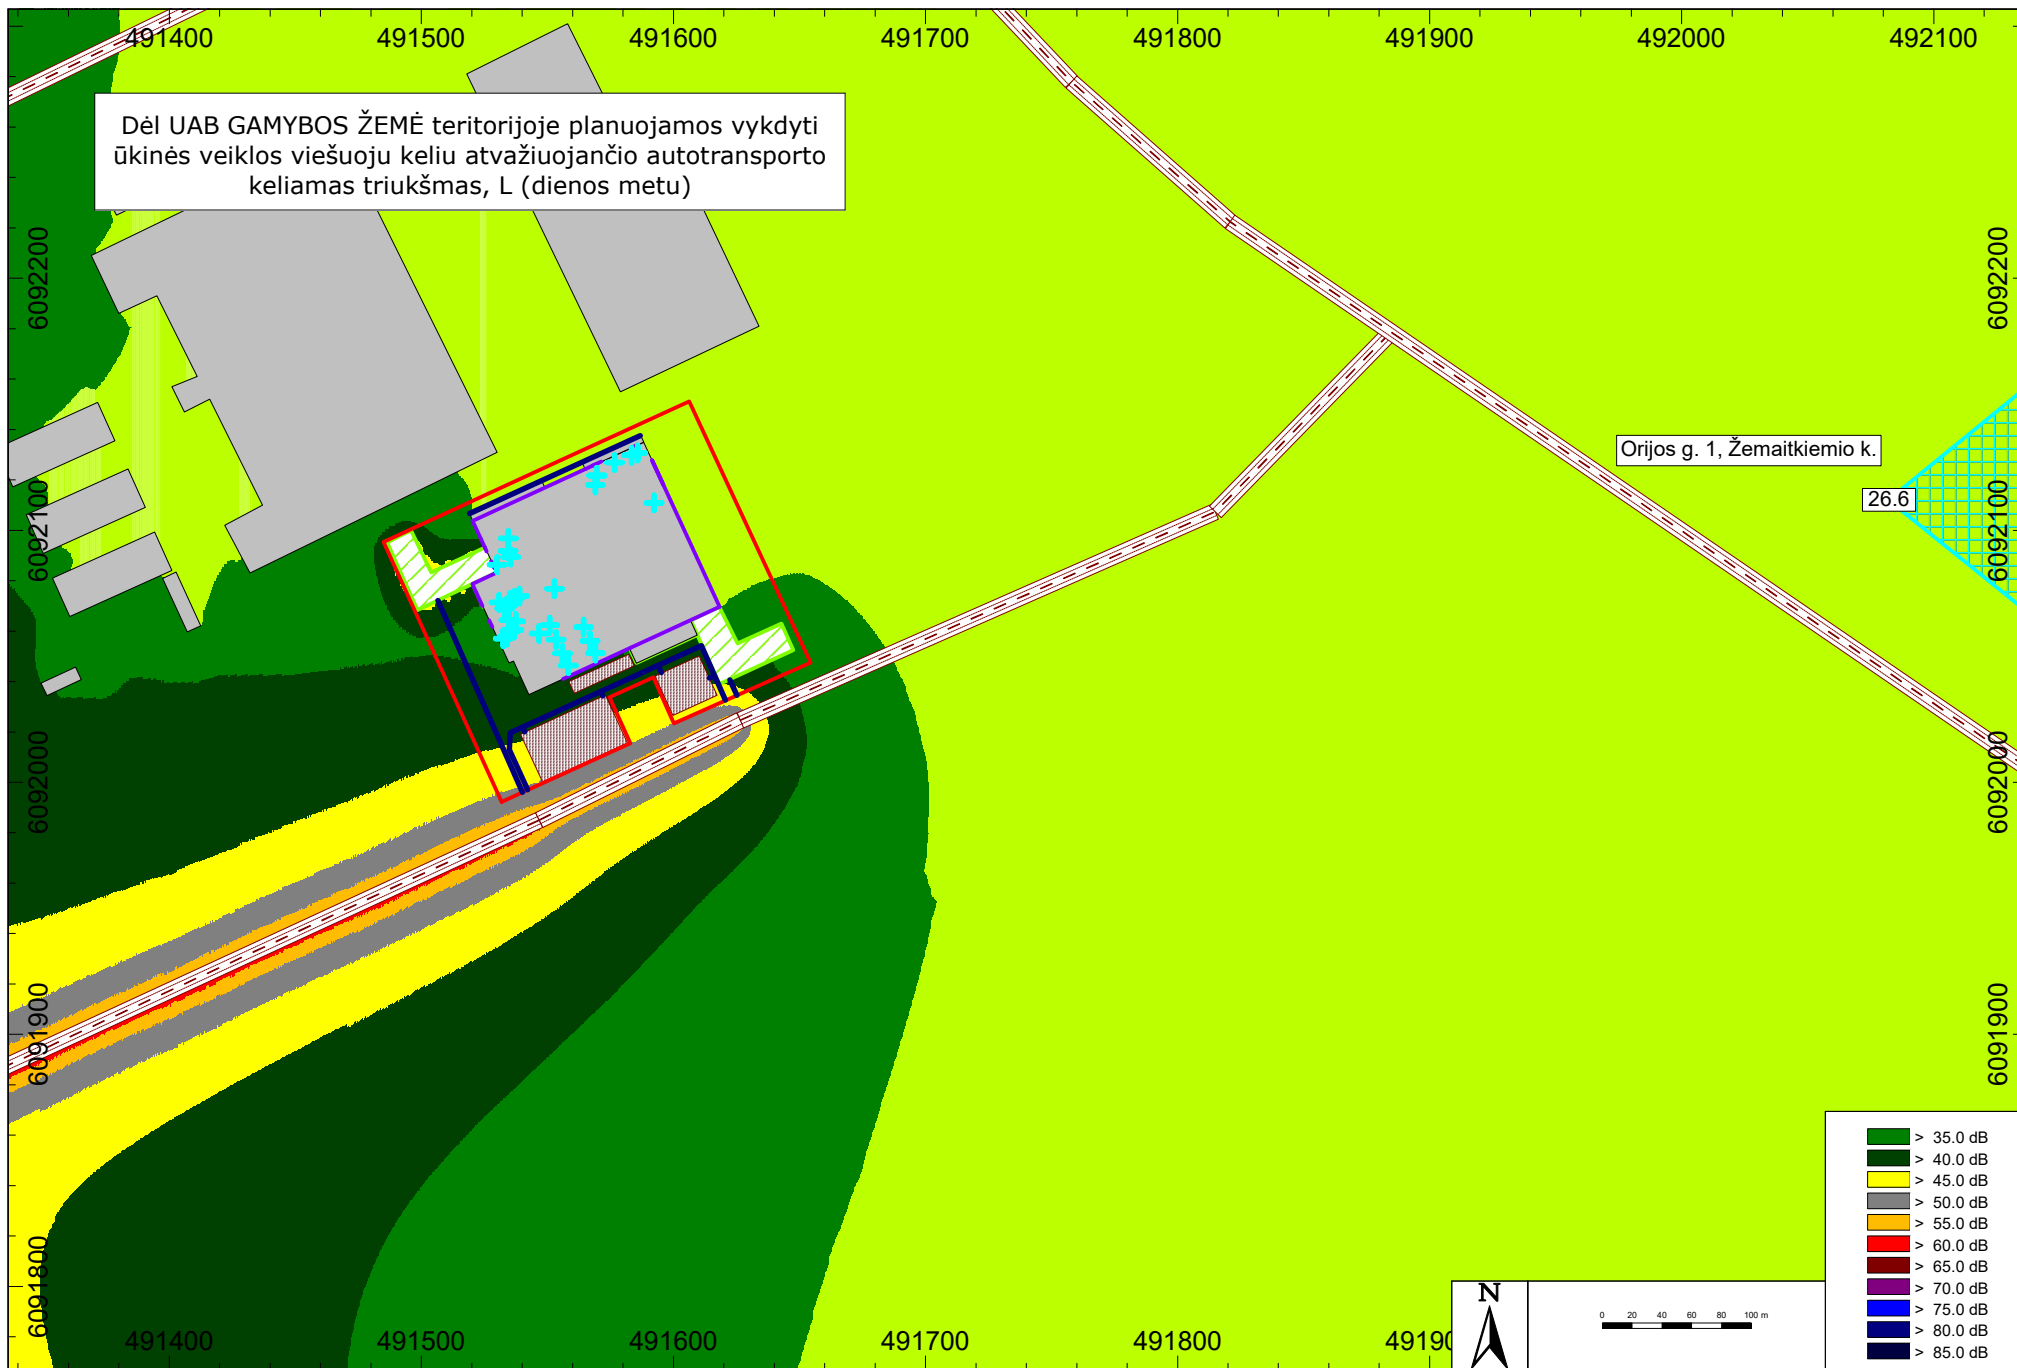 491400 491500 491600 491700 491800 491900 492000 492100
Dėl UAB GAMYBOS ŽEMĖ teritorijoje planuojamos vykdyti
ūkinės veiklos viešuoju keliu atvažiuojančio autotransporto
keliamas triukšmas, L (dienos metu)
6092200
6092200
Orijos g. 1, Žemaitkiemio k.
26.6
6092100
6092100
6092000
6092000
6091900
6091900
6091800
> 35.0 dB
> 40.0 dB
> 45.0 dB
> 50.0 dB
> 55.0 dB
> 60.0 dB
> 65.0 dB
> 70.0 dB
> 75.0 dB
> 80.0 dB
> 85.0 dB
N
0 20 40 60 80 100 m
491400 491500 491600 491700 491800